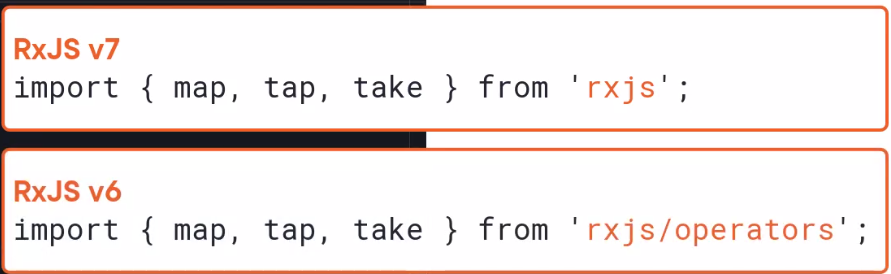 RxJS v7
import { map, tap, take } from 'rxjs';
RxJS v6
import { map, tap, take } from 'rxjs/operators';